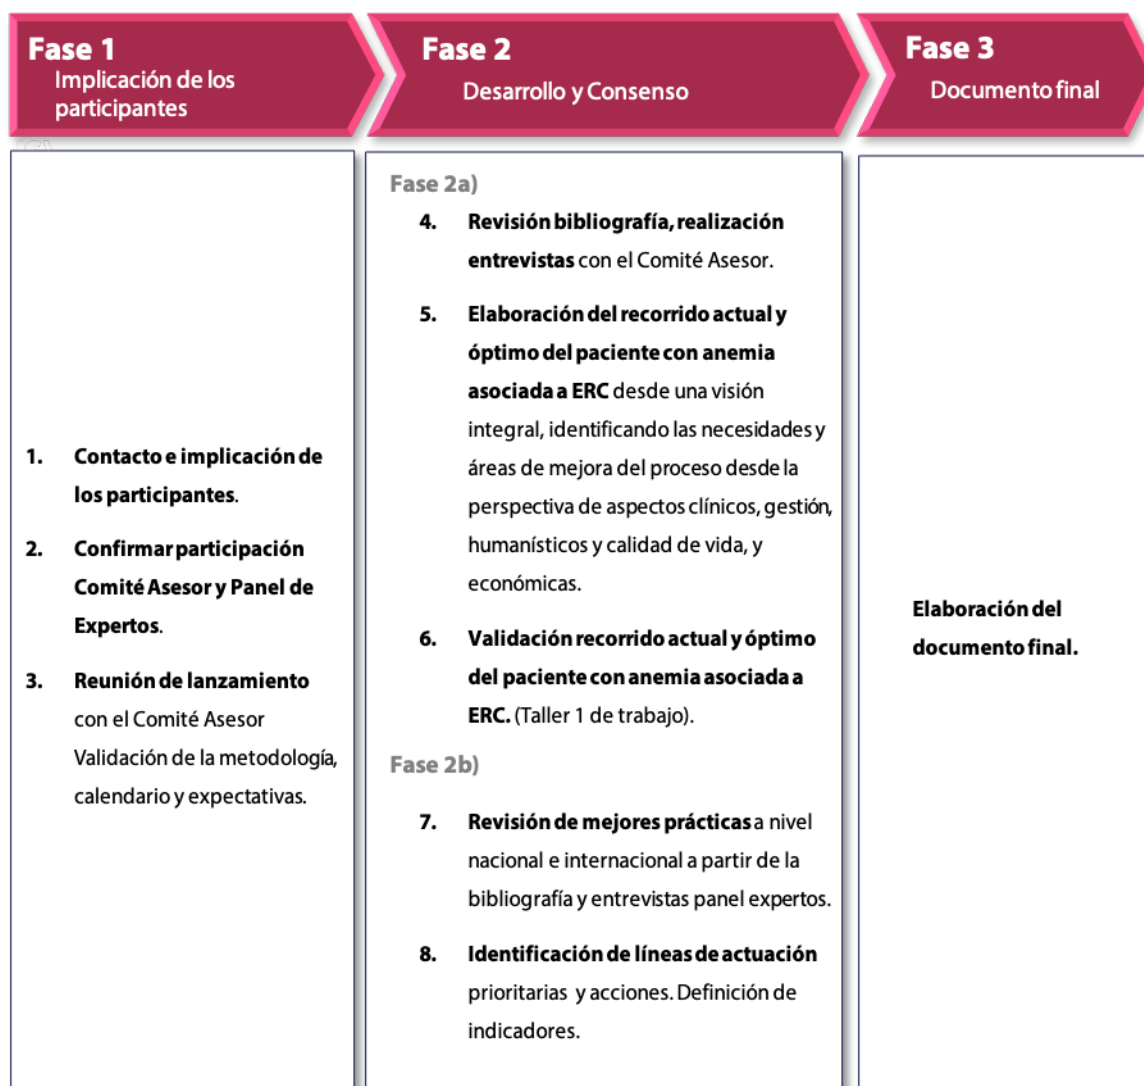 Fase 1
Implicación de los
participantes
Fase 2
Desarrollo y Consenso
Fase 3
Documento final
1. Contacto e implicación de
los participantes.
2. Confirmar participación
Comité Asesor y Panel de
Expertos.
3. Reunión de lanzamiento
con el Comité Asesor
Validación de la metodología,
calendario y expectativas.
Fase 2a)
4. Revisión bibliografía, realización
entrevistas con el Comité Asesor.
5. Elaboración del recorrido actual y
óptimo del paciente con anemia
asociada a ERC desde una visión
integral, identificando las necesidades y
áreas de mejora del proceso desde la
perspectiva de aspectos clínicos, gestión,
humanísticos y calidad de vida, y
económicas.
6. Validación recorrido actual y óptimo
del paciente con anemia asociada a
ERC. (Taller 1 de trabajo).
Fase 2b)
7. Revisión de mejores prácticas a nivel
nacional e internacional a partir de la
bibliografía y entrevistas panel expertos.
8. Identificación de líneas de actuación
prioritarias y acciones. Definición de
indicadores.
Elaboración del
documento final.